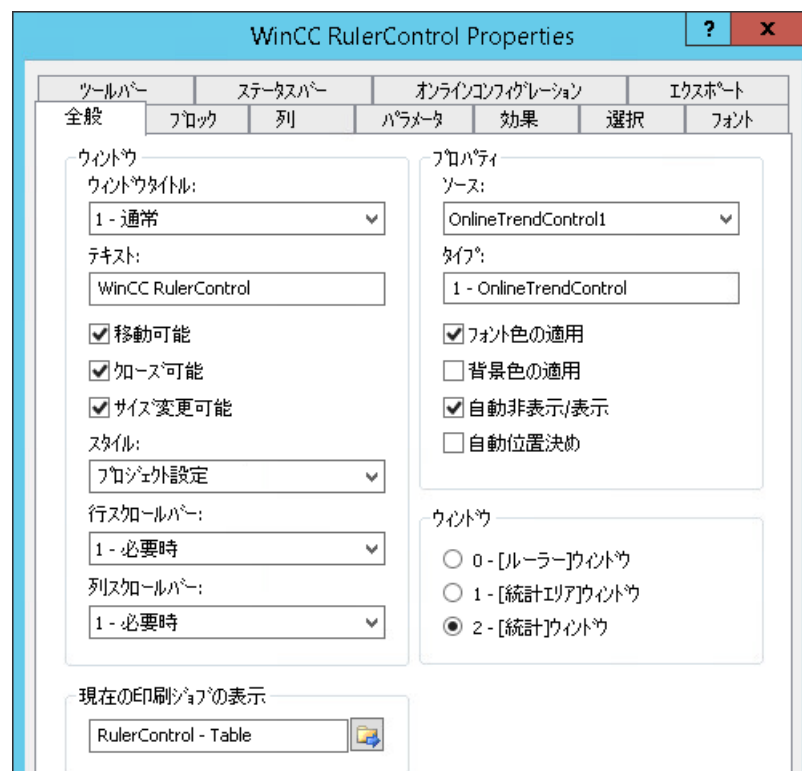 WinCC RulerControl Properties
? x
ツールバー ステータスバー オンラインコンフィグレーション エクスポート
全般 ブロック 列 パラメータ 効果 選択 フォント
ウィンドウ
ウィンドウタイトル:
1 - 通常
テキスト:
WinCC RulerControl
移動可能
クローズ可能
サイズ変更可能
スタイル:
プロジェクト設定
行スクロールバー:
1 - 必要時
列スクロールバー:
1 - 必要時
プロパティ
ソース:
OnlineTrendControl1
タイプ:
1 - OnlineTrendControl
フォント色の適用
背景色の適用
自動非表示/表示
自動位置決め
ウィンドウ
0 - [ルーラー]ウィンドウ
1 - [統計エリア]ウィンドウ
2 - [統計]ウィンドウ
現在の印刷ジョブの表示
RulerControl - Table